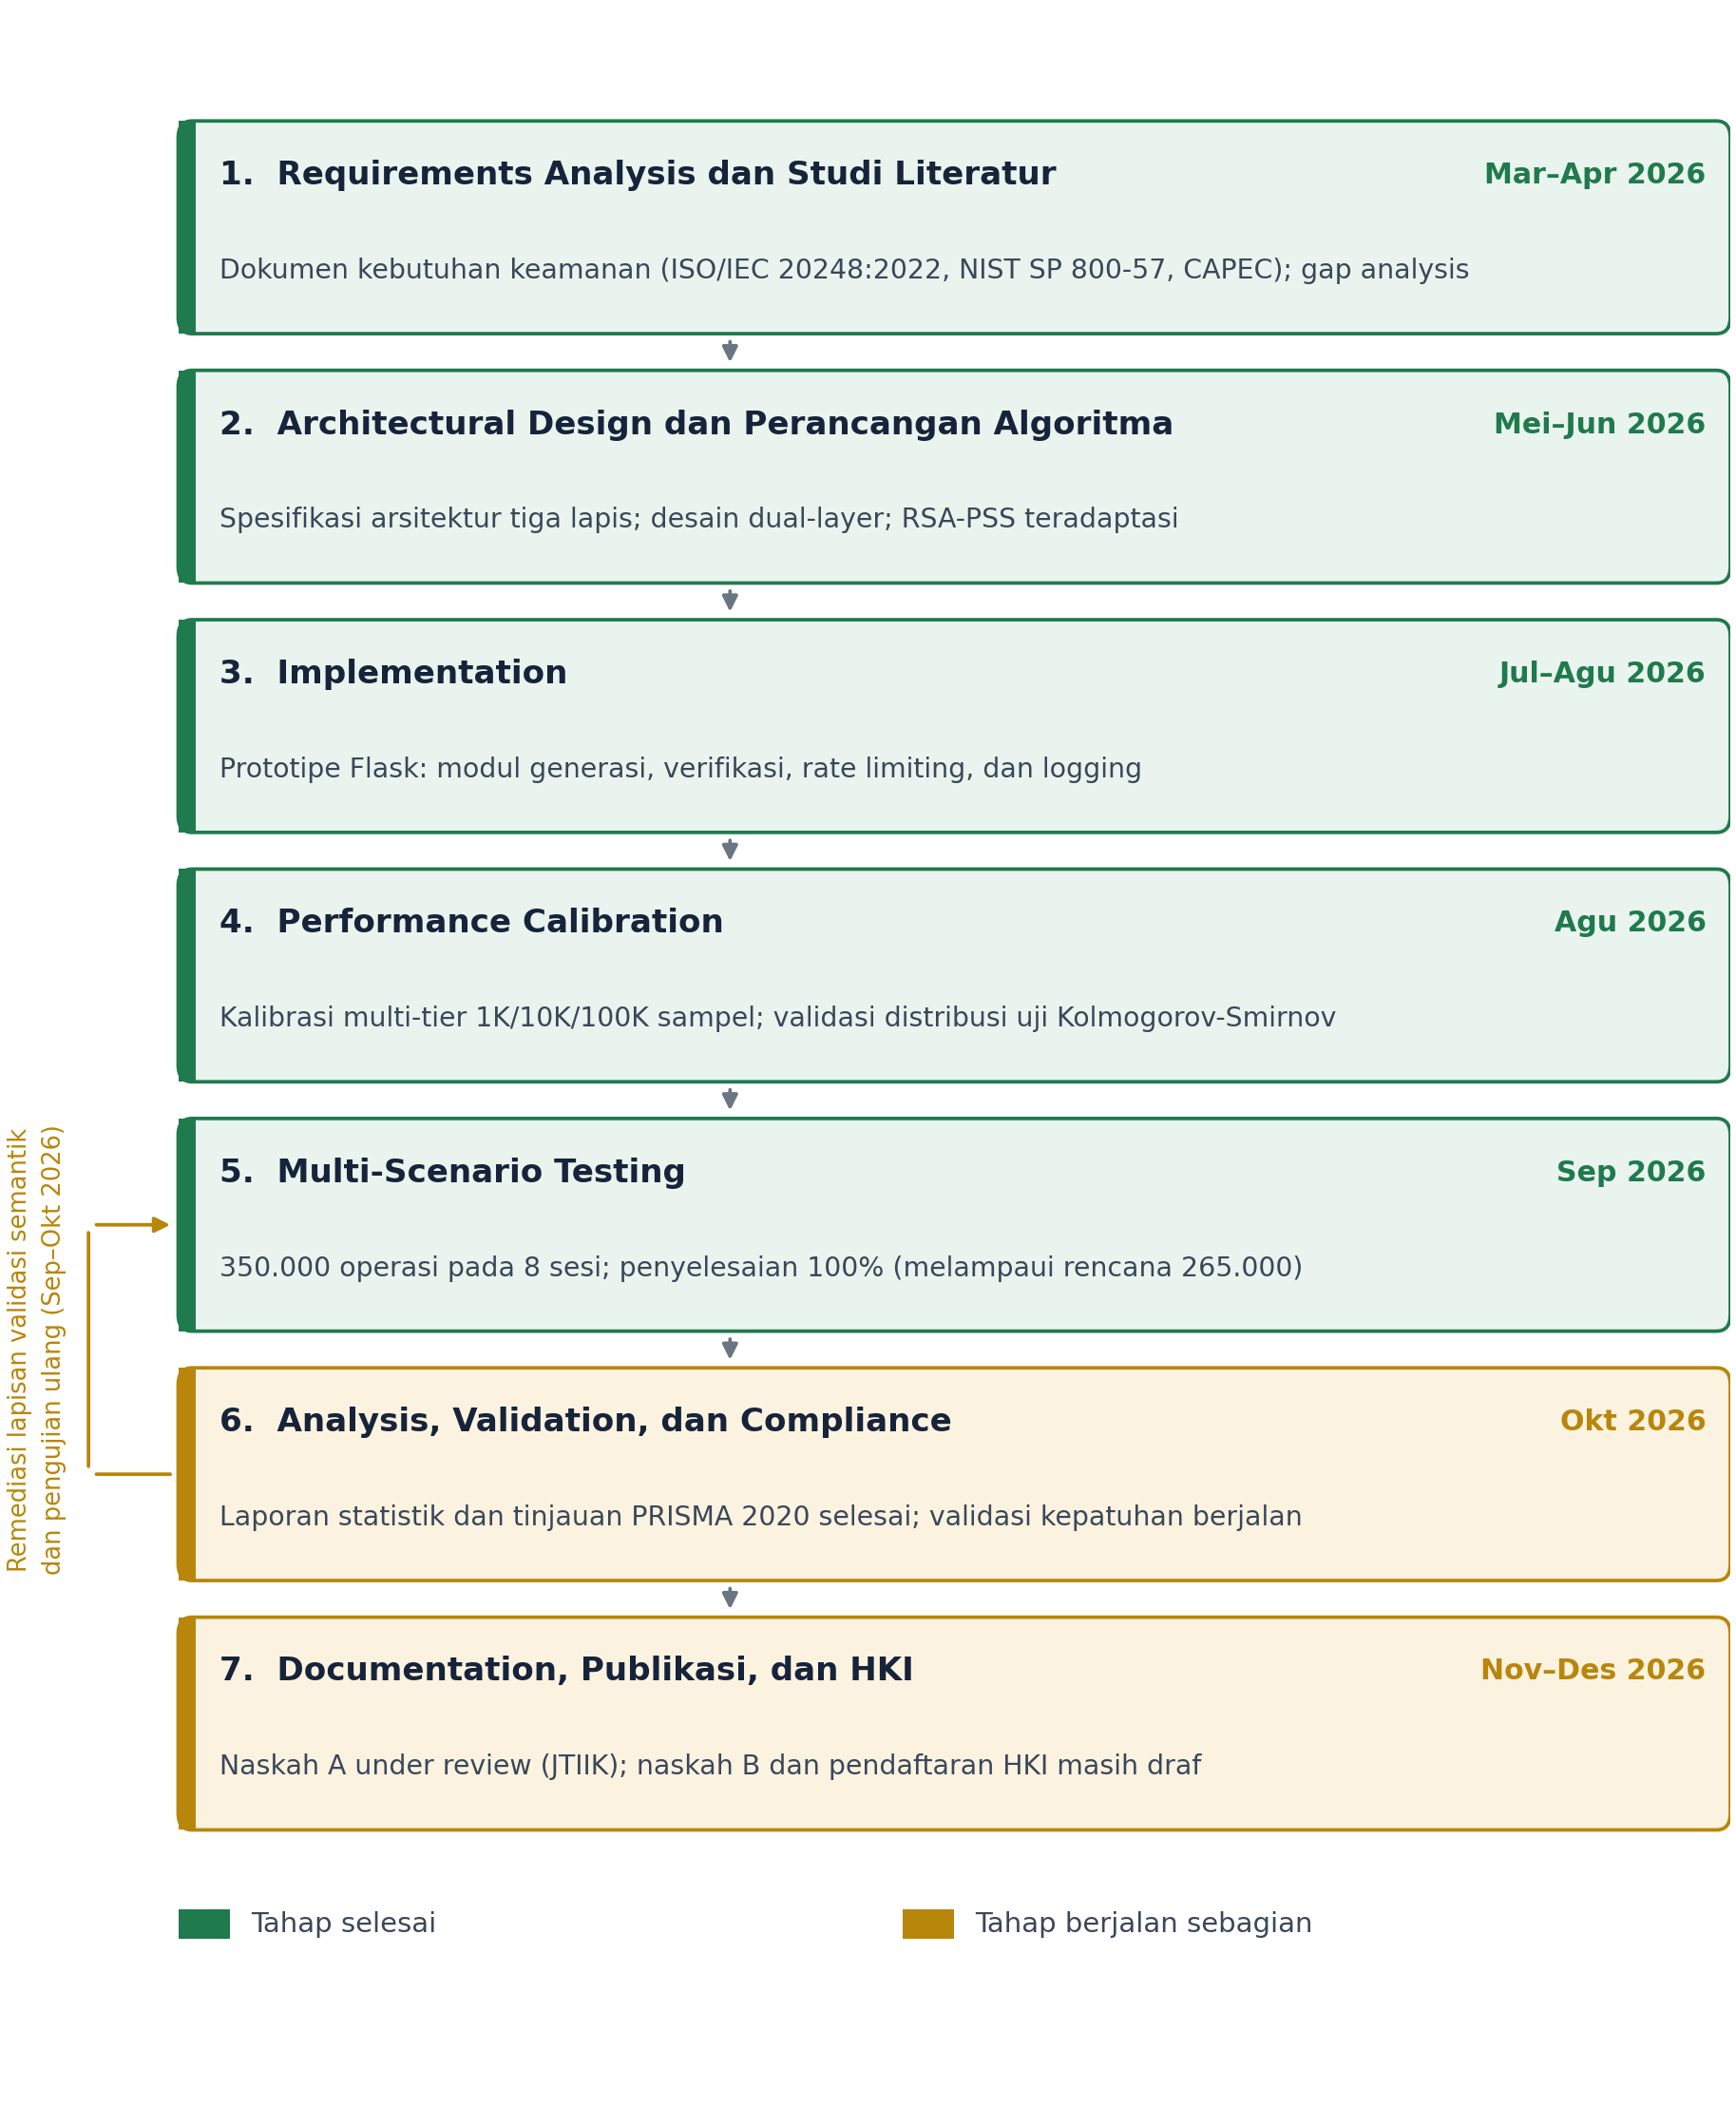 1. Requirements Analysis dan Studi Literatur
Mar–Apr 2026
Dokumen kebutuhan keamanan (ISO/IEC 20248:2022, NIST SP 800-57, CAPEC); gap analysis
2. Architectural Design dan Perancangan Algoritma
Mei–Jun 2026
Spesifikasi arsitektur tiga lapis; desain dual-layer; RSA-PSS teradaptasi
3. Implementation
Jul–Agu 2026
Prototipe Flask: modul generasi, verifikasi, rate limiting, dan logging
4. Performance Calibration
Agu 2026
Kalibrasi multi-tier 1K/10K/100K sampel; validasi distribusi uji Kolmogorov-Smirnov
5. Multi-Scenario Testing
Sep 2026
350.000 operasi pada 8 sesi; penyelesaian 100% (melampaui rencana 265.000)
Remediasi lapisan validasi semantik
dan pengujian ulang (Sep–Okt 2026)
6. Analysis, Validation, dan Compliance
Okt 2026
Laporan statistik dan tinjauan PRISMA 2020 selesai; validasi kepatuhan berjalan
7. Documentation, Publikasi, dan HKI
Nov–Des 2026
Naskah A under review (JTIIK); naskah B dan pendaftaran HKI masih draf
Tahap selesai
Tahap berjalan sebagian